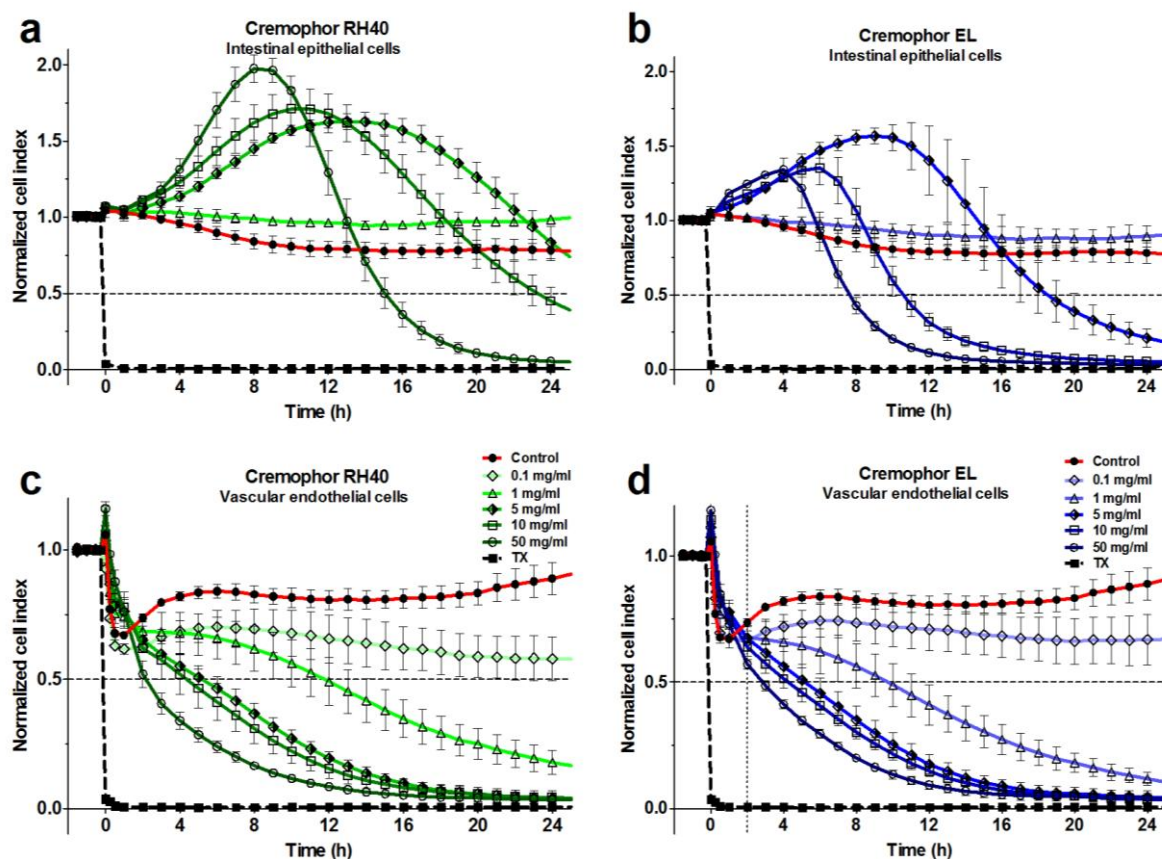 a
Cremophor RH40
Intestinal epithelial cells
Normalized cell index
2.0
1.5
1.0
0.5
0.0
0 4 8 12 16 20 24
Time (h)
b
Cremophor EL
Intestinal epithelial cells
Normalized cell index
2.0
1.5
1.0
0.5
0.0
0 4 8 12 16 20 24
Time (h)
c
Cremophor RH40
Vascular endothelial cells
Normalized cell index
1.0
0.5
0.0
0 4 8 12 16 20 24
Time (h)
Control
0.1 mg/ml
1 mg/ml
5 mg/ml
10 mg/ml
50 mg/ml
TX
d
Cremophor EL
Vascular endothelial cells
Normalized cell index
1.0
0.5
0.0
0 4 8 12 16 20 24
Time (h)
Control
0.1 mg/ml
1 mg/ml
5 mg/ml
10 mg/ml
50 mg/ml
TX